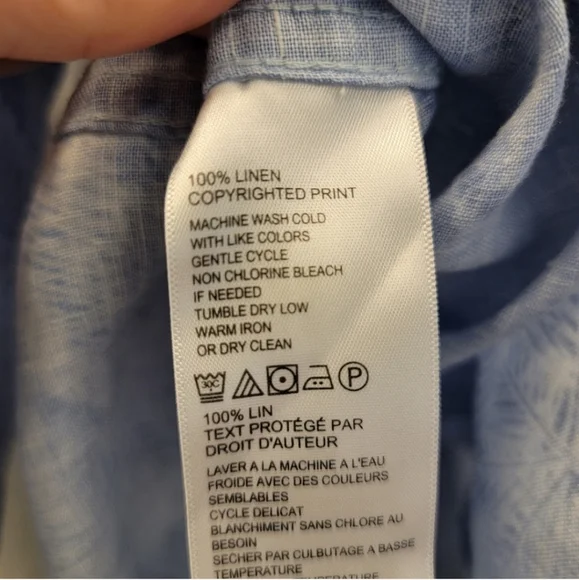 100% LINEN
COPYRIGHTED PRINT
MACHINE WASH COLD
WITH LIKE COLORS
GENTLE CYCLE
NON CHLORINE BLEACH
IF NEEDED
TUMBLE DRY LOW
WARM IRON
OR DRY CLEAN
30C P
100% LIN
TEXT PROTÉGÉ PAR
DROIT D'AUTEUR
LAVER A LA MACHINE A L'EAU
FROIDE AVEC DES COULEURS
SEMBLABLES
CYCLE DELICAT
BLANCHIMENT SANS CHLORE AU
BESOIN
SECHER PAR CULBUTAGE A BASSE
TEMPERATURE
TEMPERATURE